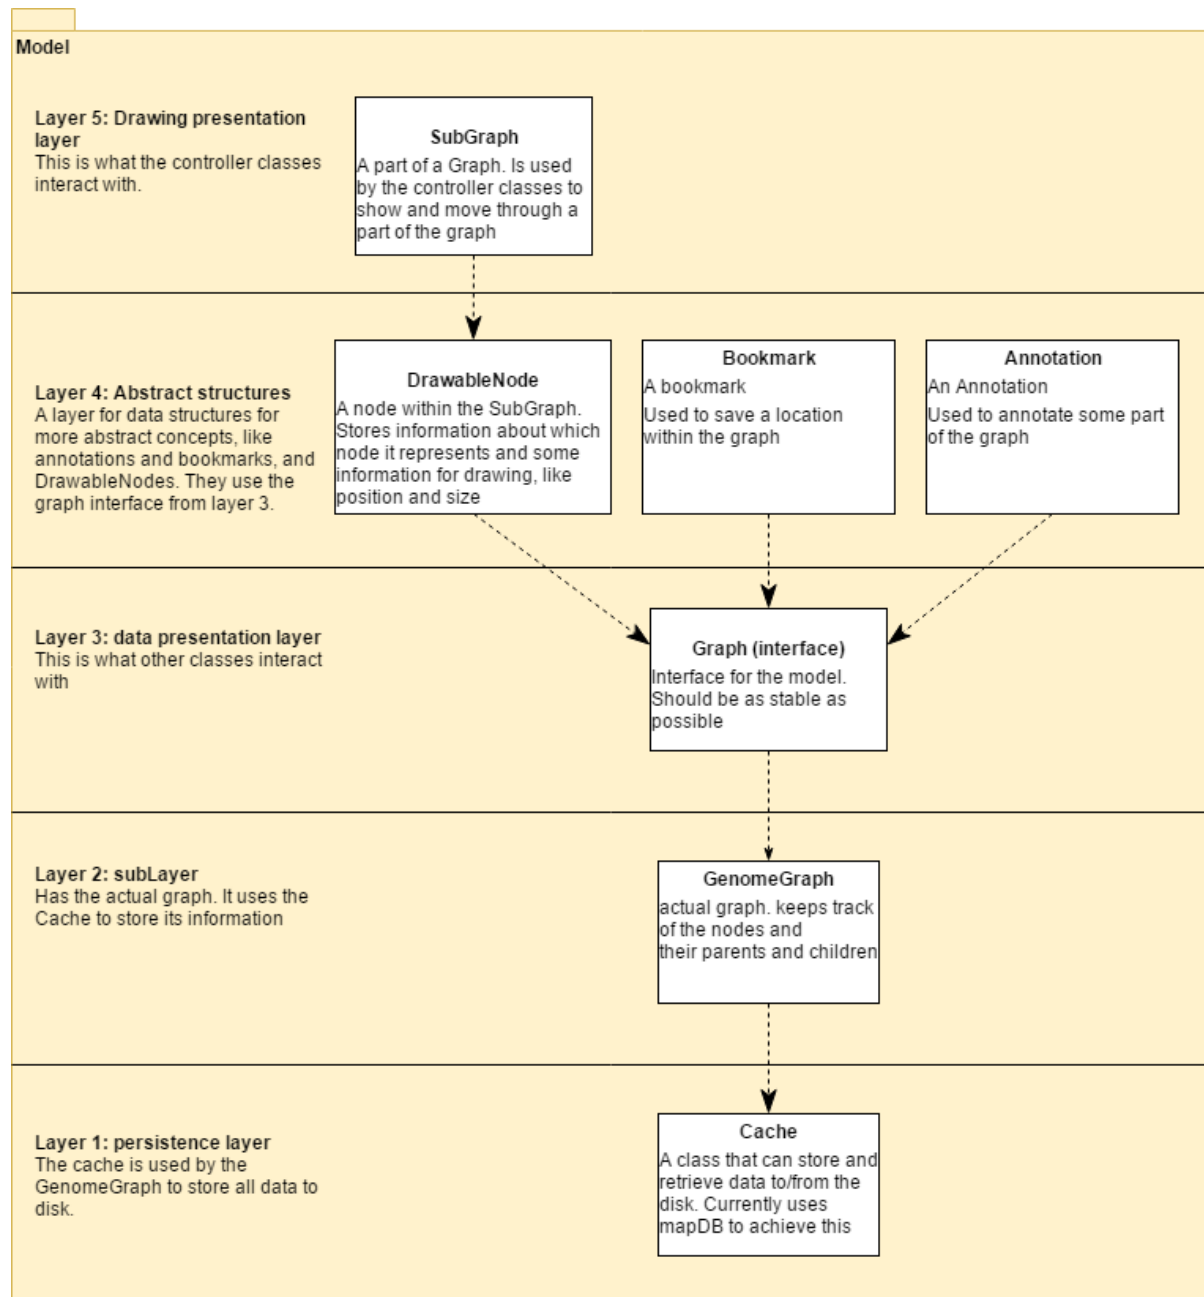 Model
Layer 5: Drawing presentation
layer
This is what the controller classes
interact with.
SubGraph
A part of a Graph. Is used
by the controller classes to
show and move through a
part of the graph
Layer 4: Abstract structures
A layer for data structures for
more abstract concepts, like
annotations and bookmarks, and
DrawableNodes. They use the
graph interface from layer 3.
DrawableNode
A node within the SubGraph.
Stores information about which
node it represents and some
information for drawing, like
position and size
Bookmark
A bookmark
Used to save a location
within the graph
Annotation
An Annotation
Used to annotate some part
of the graph
Layer 3: data presentation layer
This is what other classes interact
with
Graph (interface)
Interface for the model.
Should be as stable as
possible
Layer 2: subLayer
Has the actual graph. It uses the
Cache to store its information
GenomeGraph
actual graph. keeps track
of the nodes and
their parents and children
Layer 1: persistence layer
The cache is used by the
GenomeGraph to store all data to
disk.
Cache
A class that can store and
retrieve data to/from the
disk. Currently uses
mapDB to achieve this